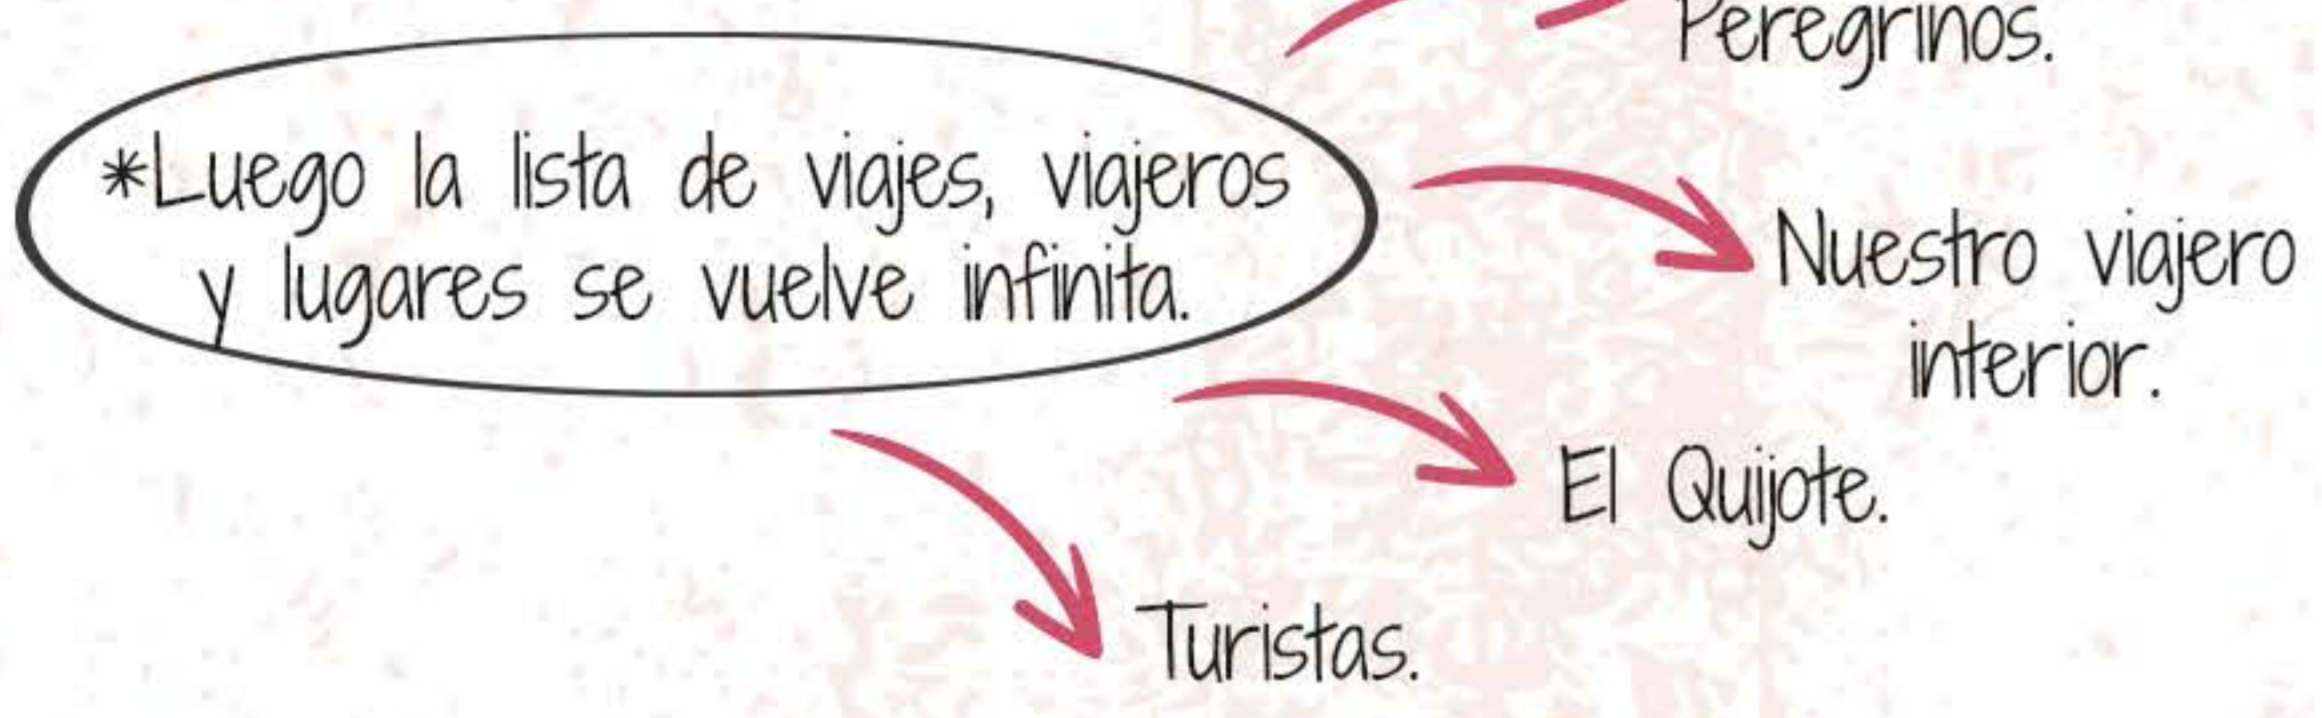 Peregrinos.
*Luego la lista de viajes, viajeros
y lugares se vuelve infinita.
Nuestro viajero
interior.
El Quijote.
Turistas.